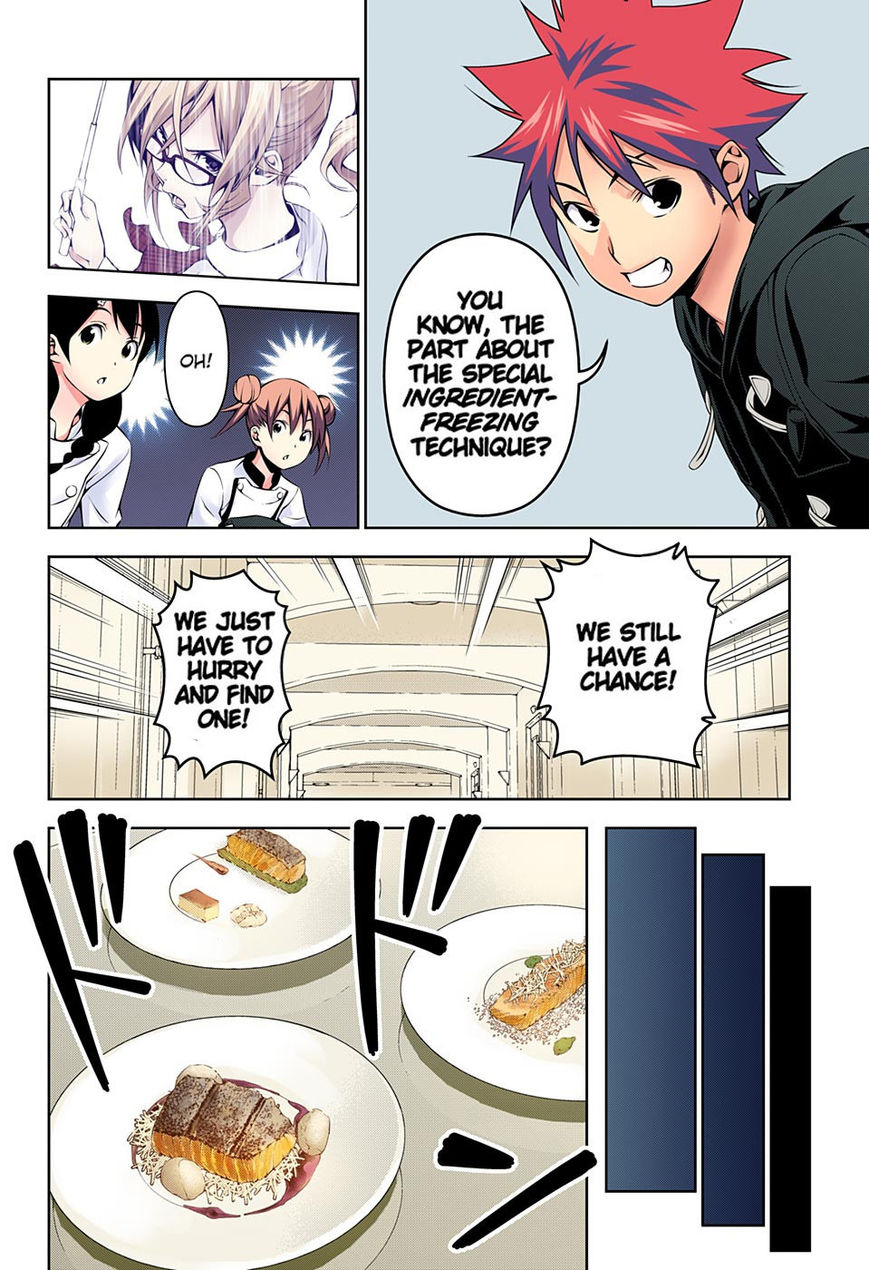 YOU
KNOW, THE
PART ABOUT
THE SPECIAL
INGREDIENT-
FREEZING
TECHNIQUE?
OH!
WE STILL
HAVE A
CHANCE!
WE JUST
HAVE TO
HURRY
AND FIND
ONE!
ドドン